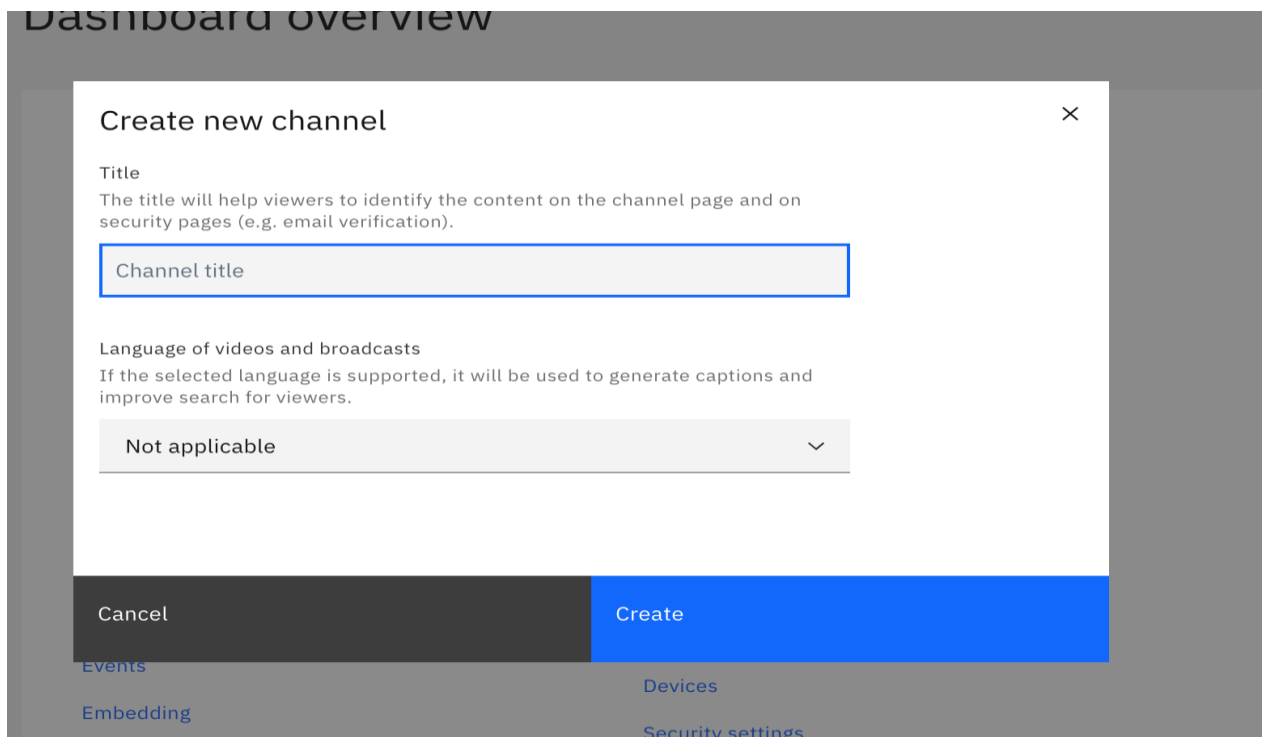 Dashboard overview
Create new channel
Title
The title will help viewers to identify the content on the channel page and on
security pages (e.g. email verification).
Channel title
Language of videos and broadcasts
If the selected language is supported, it will be used to generate captions and
improve search for viewers.
Not applicable
Cancel
Create
Events
Devices
Embedding
Security settings